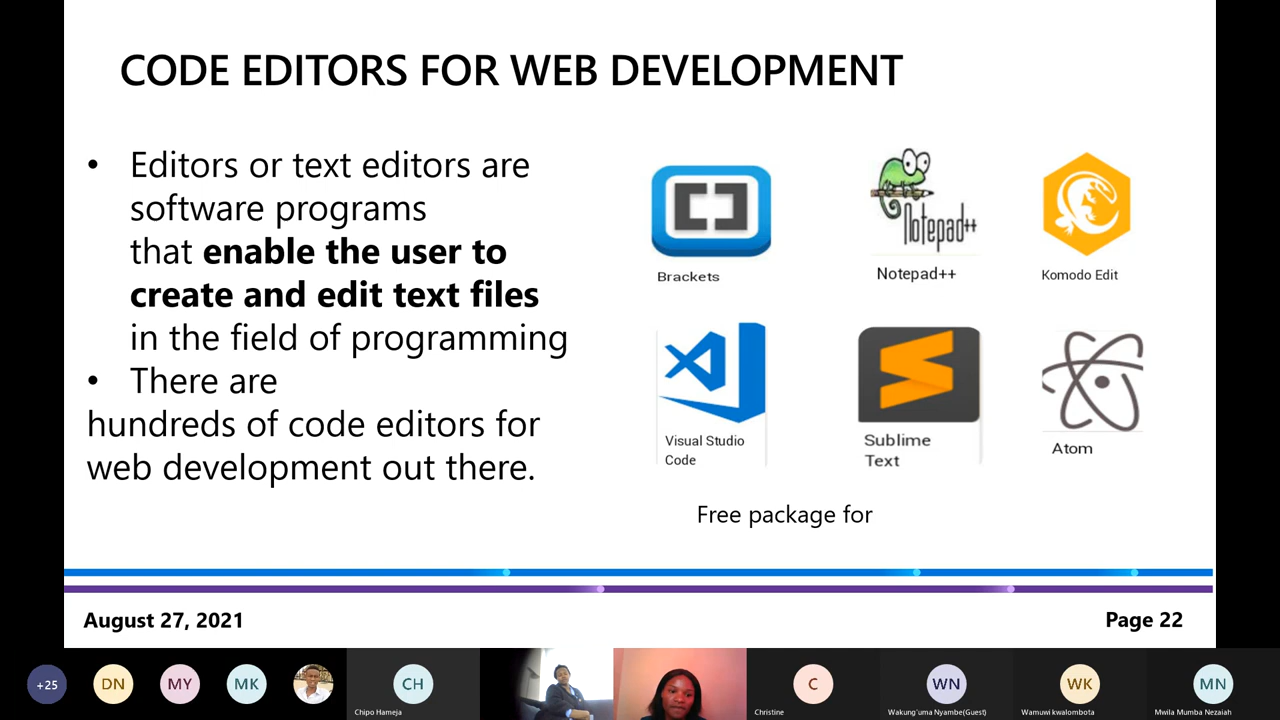 CODE EDITORS FOR WEB DEVELOPMENT
• Editors or text editors are
software programs
that enable the user to
create and edit text files
in the field of programming
• There are
hundreds of code editors for
web development out there.
Notepad++
Brackets
Notepad++
Komodo Edit
Visual Studio
Code
Sublime
Text
Atom
Free package for
August 27, 2021
Page 22
+25
DN
MY
MK
CH
Chipo Hameja
C
Christine
WN
Wakung'uma Nyambe(Guest)
WK
Wamuwi kwalombota
MN
Mwila Mumba Nezaiah